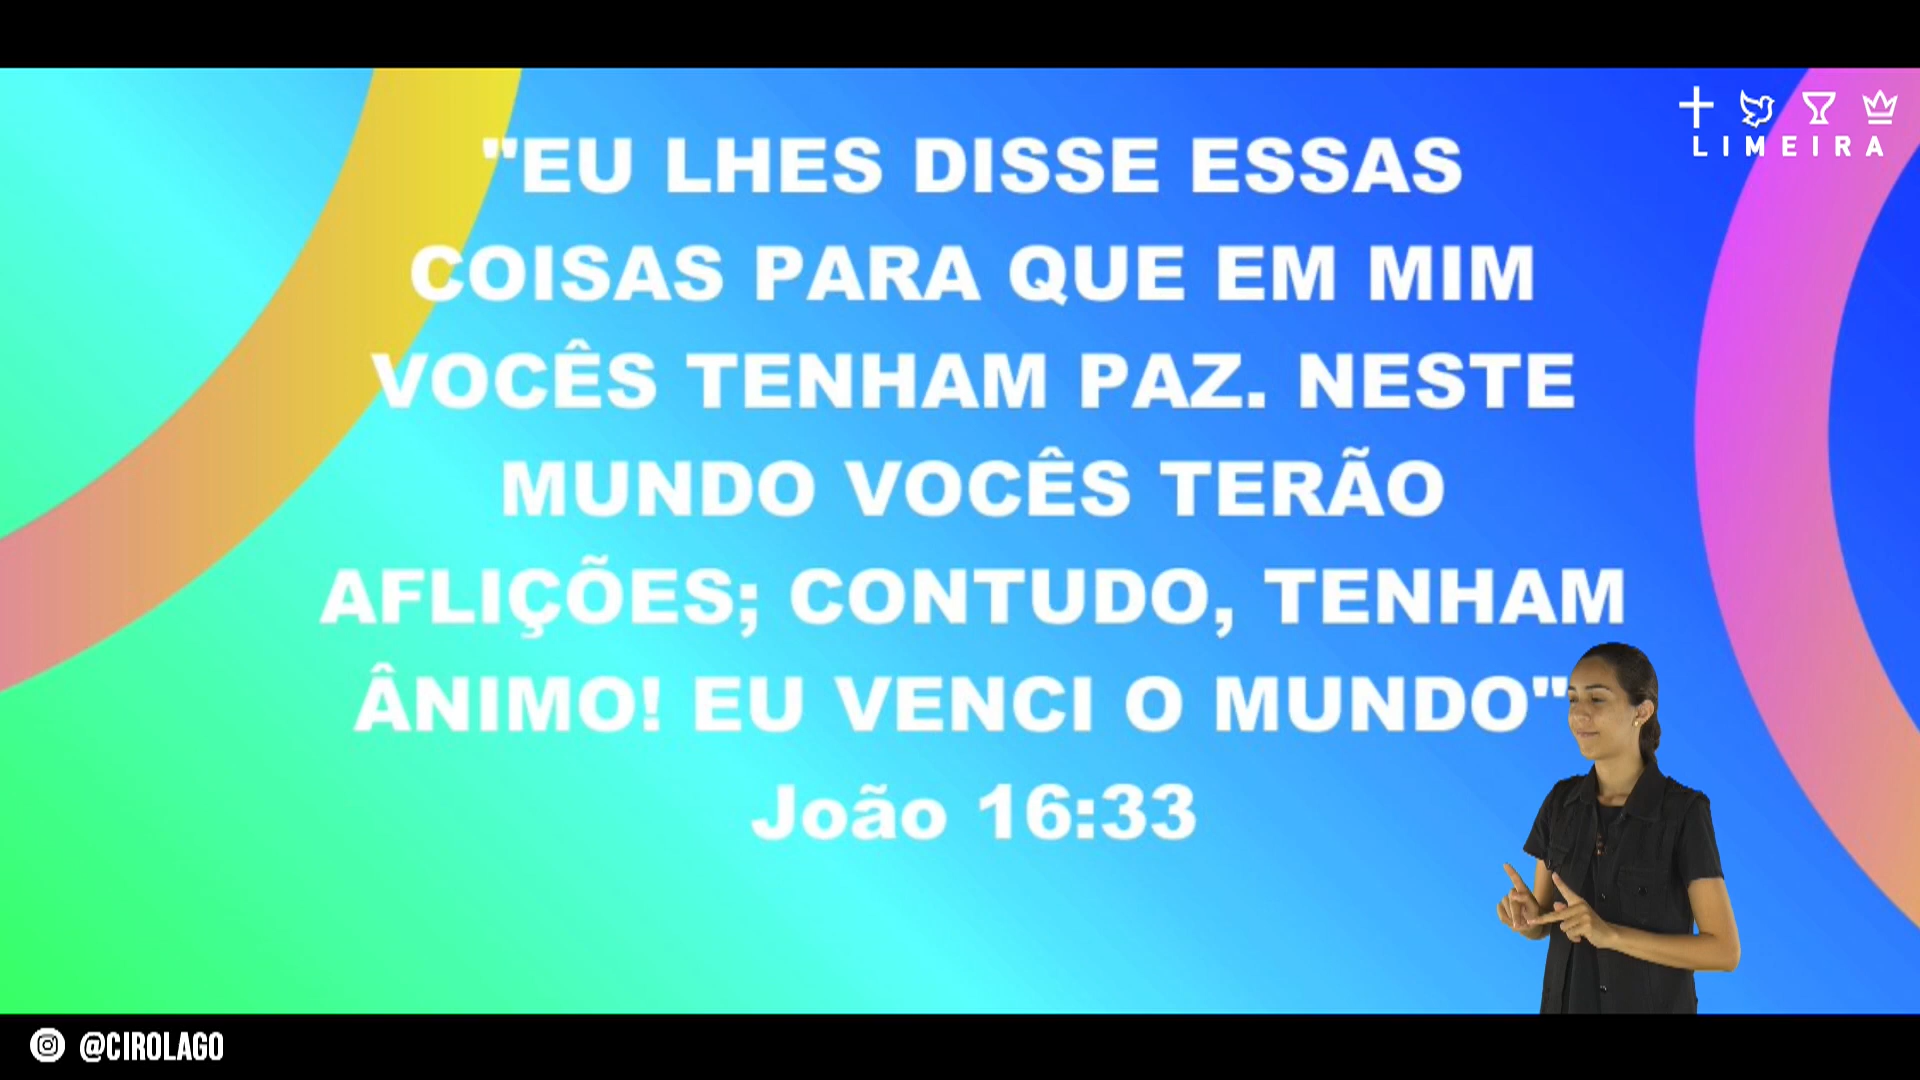 LIMEIRA
"EU LHES DISSE ESSAS
COISAS PARA QUE EM MIM
VOCÊS TENHAM PAZ. NESTE
MUNDO VOCÊS TERÃO
AFLIÇÕES; CONTUDO, TENHAM
ÂNIMO! EU VENCI O MUNDO"
João 16:33
@CIROLAGO